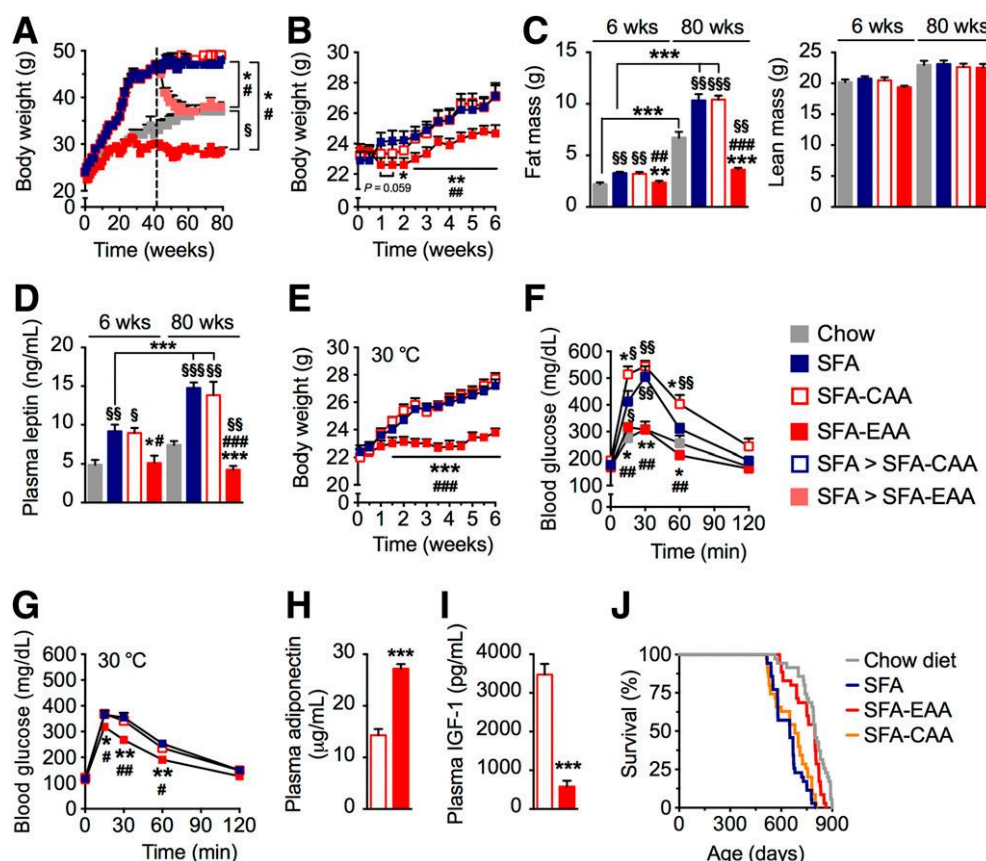 A
Body weight (g)
50
40
30
20
0
0 20 40 60 80
Time (weeks)
*
#
*
#
§
B
Body weight (g)
28
26
24
22
0
P = 0.059
*
**
##
0 1 2 3 4 5 6
Time (weeks)
C
6 wks 80 wks
Fat mass (g)
15
10
5
0
***
***
§§ §§
##
**
§§ §§§
§§
###
***
6 wks 80 wks
Lean mass (g)
25
20
15
10
5
0
D
6 wks 80 wks
Plasma leptin (ng/mL)
20
15
10
5
0
***
§§ §
*#
§§§ §§
§§
###
***
E
30 °C
Body weight (g)
30
28
26
24
22
0
***
###
0 1 2 3 4 5 6
Time (weeks)
F
Blood glucose (mg/dL)
600
500
400
300
200
0
*§ §§
§§
*§§
§
*
##
**
##
*
##
0 30 60 90 120
Time (min)
Chow
SFA
SFA-CAA
SFA-EAA
SFA > SFA-CAA
SFA > SFA-EAA
G
30 °C
Blood glucose (mg/dL)
600
500
400
300
200
100
0
*
#
**
##
**
#
0 30 60 90 120
Time (min)
H
Plasma adiponectin
(µg/mL)
30
20
10
0
***
I
Plasma IGF-1 (pg/mL)
4000
3000
2000
1000
0
***
J
Survival (%)
100
75
50
25
0
0 300 600 900
Age (days)
Chow diet
SFA
SFA-EAA
SFA-CAA